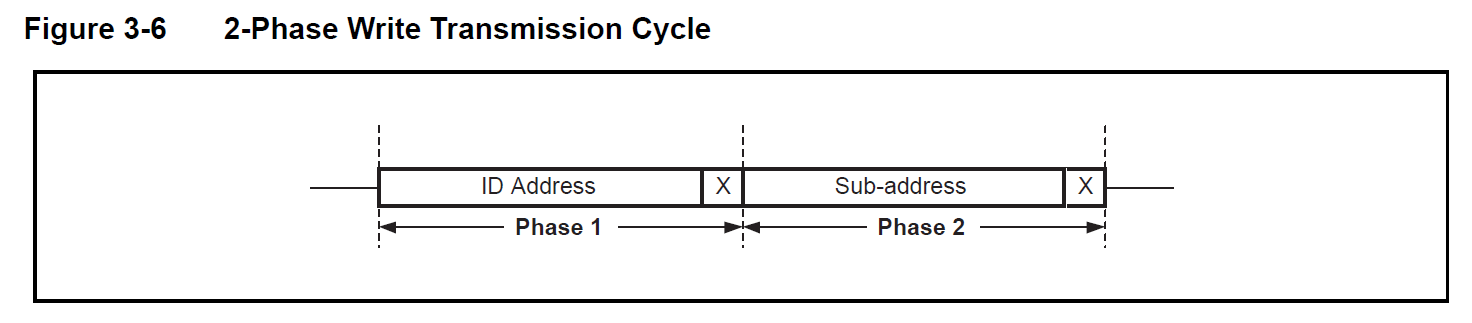 Figure 3-6 2-Phase Write Transmission Cycle
ID Address X Sub-address X
Phase 1 Phase 2